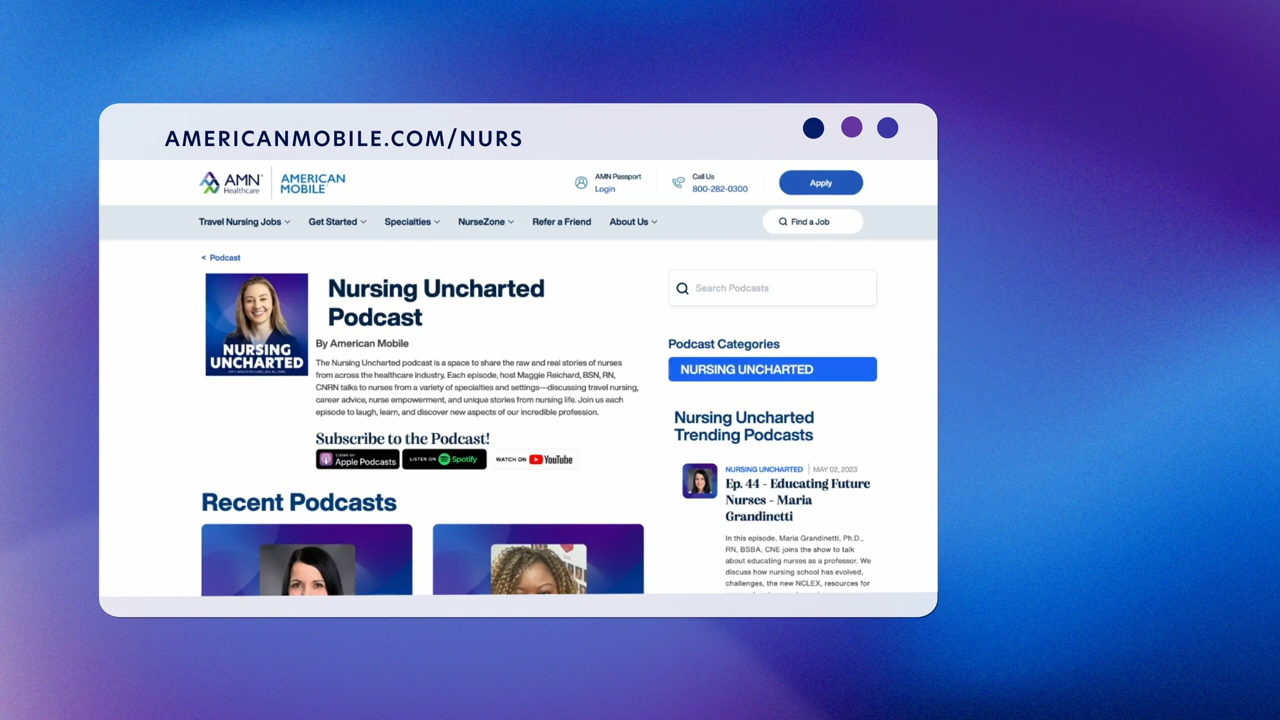 AMERICANMOBILE.COM/NURS
AMN Healthcare
AMERICAN MOBILE
AMN Passport
Login
Call Us
800-282-0300
Apply
Travel Nursing Jobs
Get Started
Specialties
NurseZone
Refer a Friend
About Us
Find a Job
< Podcast
NURSING
UNCHARTED
Nursing Uncharted
Podcast
By American Mobile
The Nursing Uncharted podcast is a space to share the raw and real stories of nurses
from across the healthcare industry. Each episode, host Maggie Reichard, BSN, RN,
CNRN talks to nurses from a variety of specialties and settings—discussing travel nursing,
career advice, nurse empowerment, and unique stories from nursing life. Join us each
episode to laugh, learn, and discover new aspects of our incredible profession.
Subscribe to the Podcast!
Listen on
Apple Podcasts
LISTEN ON Spotify
WATCH ON YouTube
Recent Podcasts
Search Podcasts
Podcast Categories
NURSING UNCHARTED
Nursing Uncharted
Trending Podcasts
NURSING UNCHARTED | MAY 02, 2023
Ep. 44 - Educating Future
Nurses - Maria
Grandinetti
In this episode, Maria Grandinetti, Ph.D.,
RN, BSBA, CNE joins the show to talk
about educating nurses as a professor. We
discuss how nursing school has evolved,
challenges, the new NCLEX, resources for